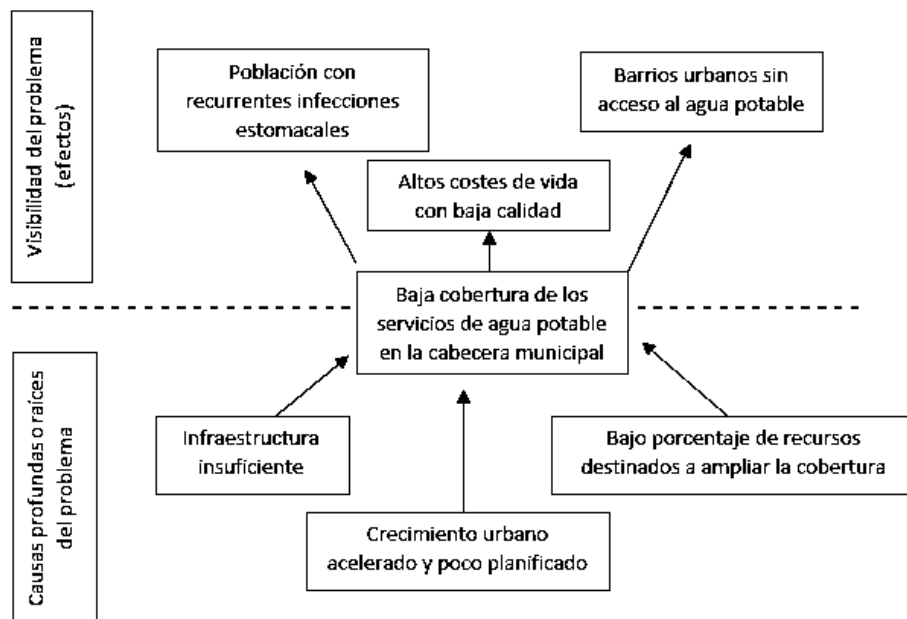 Visibilidad del problema
(efectos)
Población con
recurrentes infecciones
estomacales
Barrios urbanos sin
acceso al agua potable
Altos costes de vida
con baja calidad
Baja cobertura de los
servicios de agua potable
en la cabecera municipal
Causas profundas o raíces
del problema
Infraestructura
insuficiente
Bajo porcentaje de recursos
destinados a ampliar la cobertura
Crecimiento urbano
acelerado y poco planificado